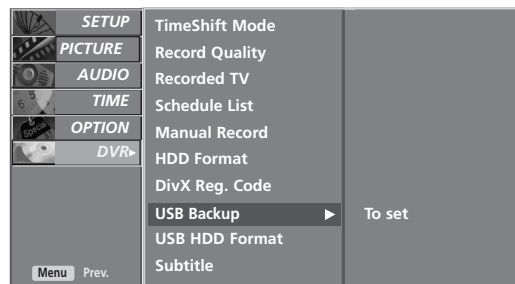 SETUP
PICTURE
AUDIO
TIME
OPTION
Special
DVR
Menu Prev.
TimeShift Mode
Record Quality
Recorded TV
Schedule List
Manual Record
HDD Format
DivX Reg. Code
USB Backup
USB HDD Format
Subtitle
To set